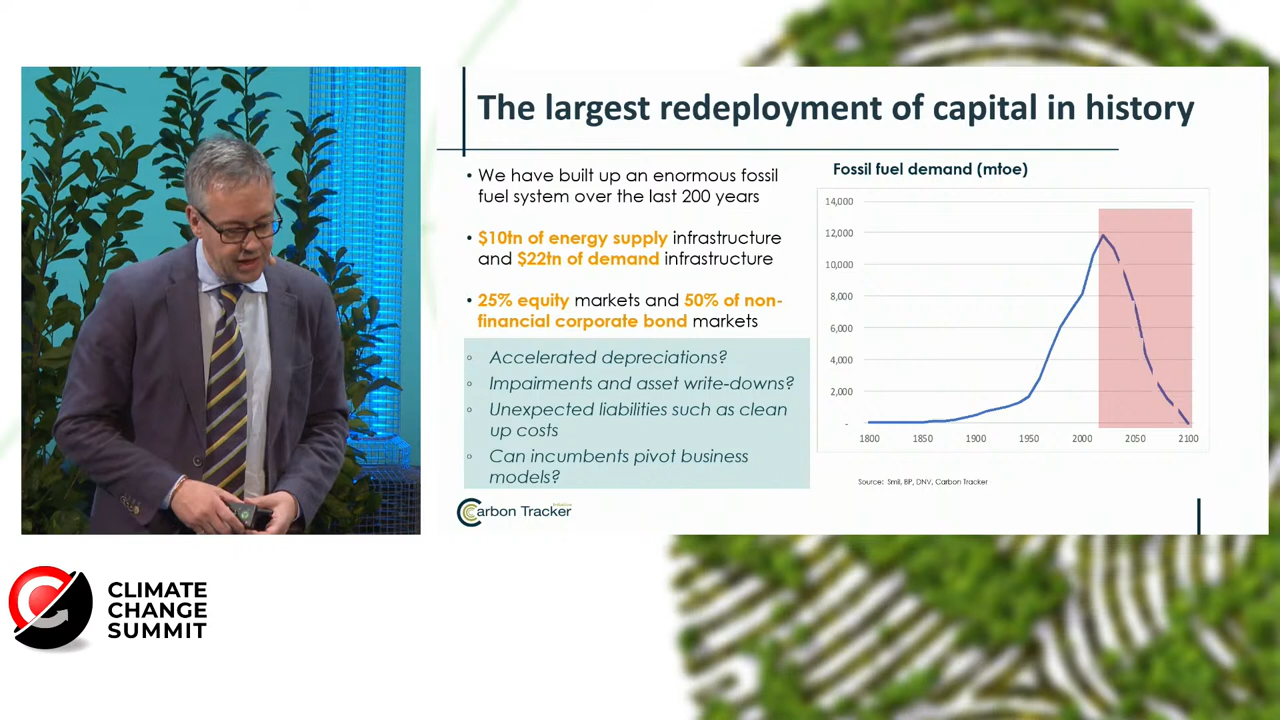 The largest redeployment of capital in history
• We have built up an enormous fossil
fuel system over the last 200 years
• $10tn of energy supply infrastructure
and $22tn of demand infrastructure
• 25% equity markets and 50% of non-
financial corporate bond markets
◦ Accelerated depreciations?
◦ Impairments and asset write-downs?
◦ Unexpected liabilities such as clean
up costs
◦ Can incumbents pivot business
models?
Carbon Tracker
Initiative
Fossil fuel demand (mtoe)
14,000
12,000
10,000
8,000
6,000
4,000
2,000
-
1800 1850 1900 1950 2000 2050 2100
Source: Smil, BP, DNV, Carbon Tracker
CLIMATE
CHANGE
SUMMIT